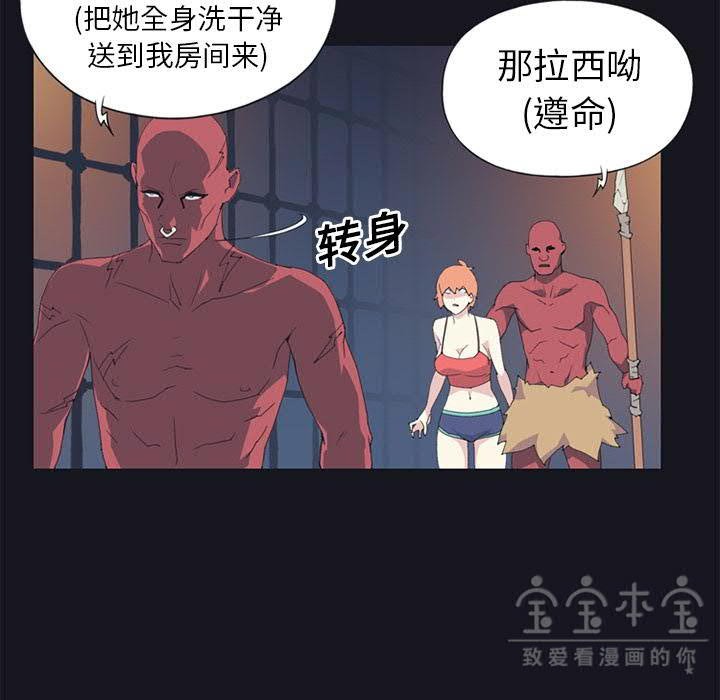 (把她全身洗干净
送到我房间来)
那拉西呦
(遵命)
转身
宝宝本宝
致爱看漫画的你